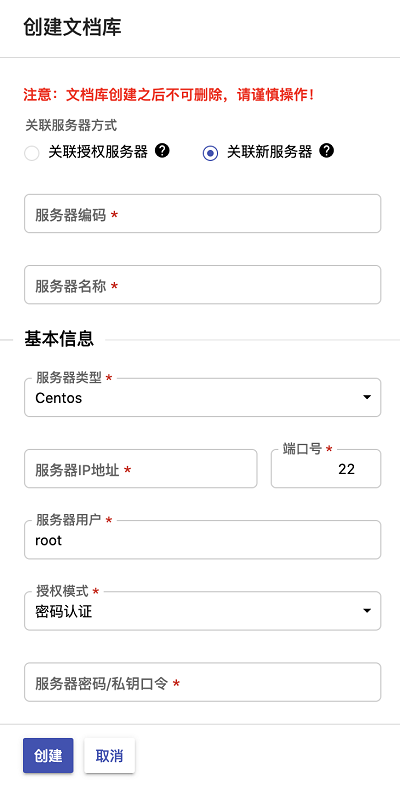 创建文档库
注意：文档库创建之后不可删除，请谨慎操作！
关联服务器方式
关联授权服务器 ? 关联新服务器 ?
服务器编码 *
服务器名称 *
基本信息
服务器类型 *
Centos
端口号 *
服务器IP地址 * 22
服务器用户 *
root
授权模式 *
密码认证
服务器密码/私钥口令 *
创建 取消